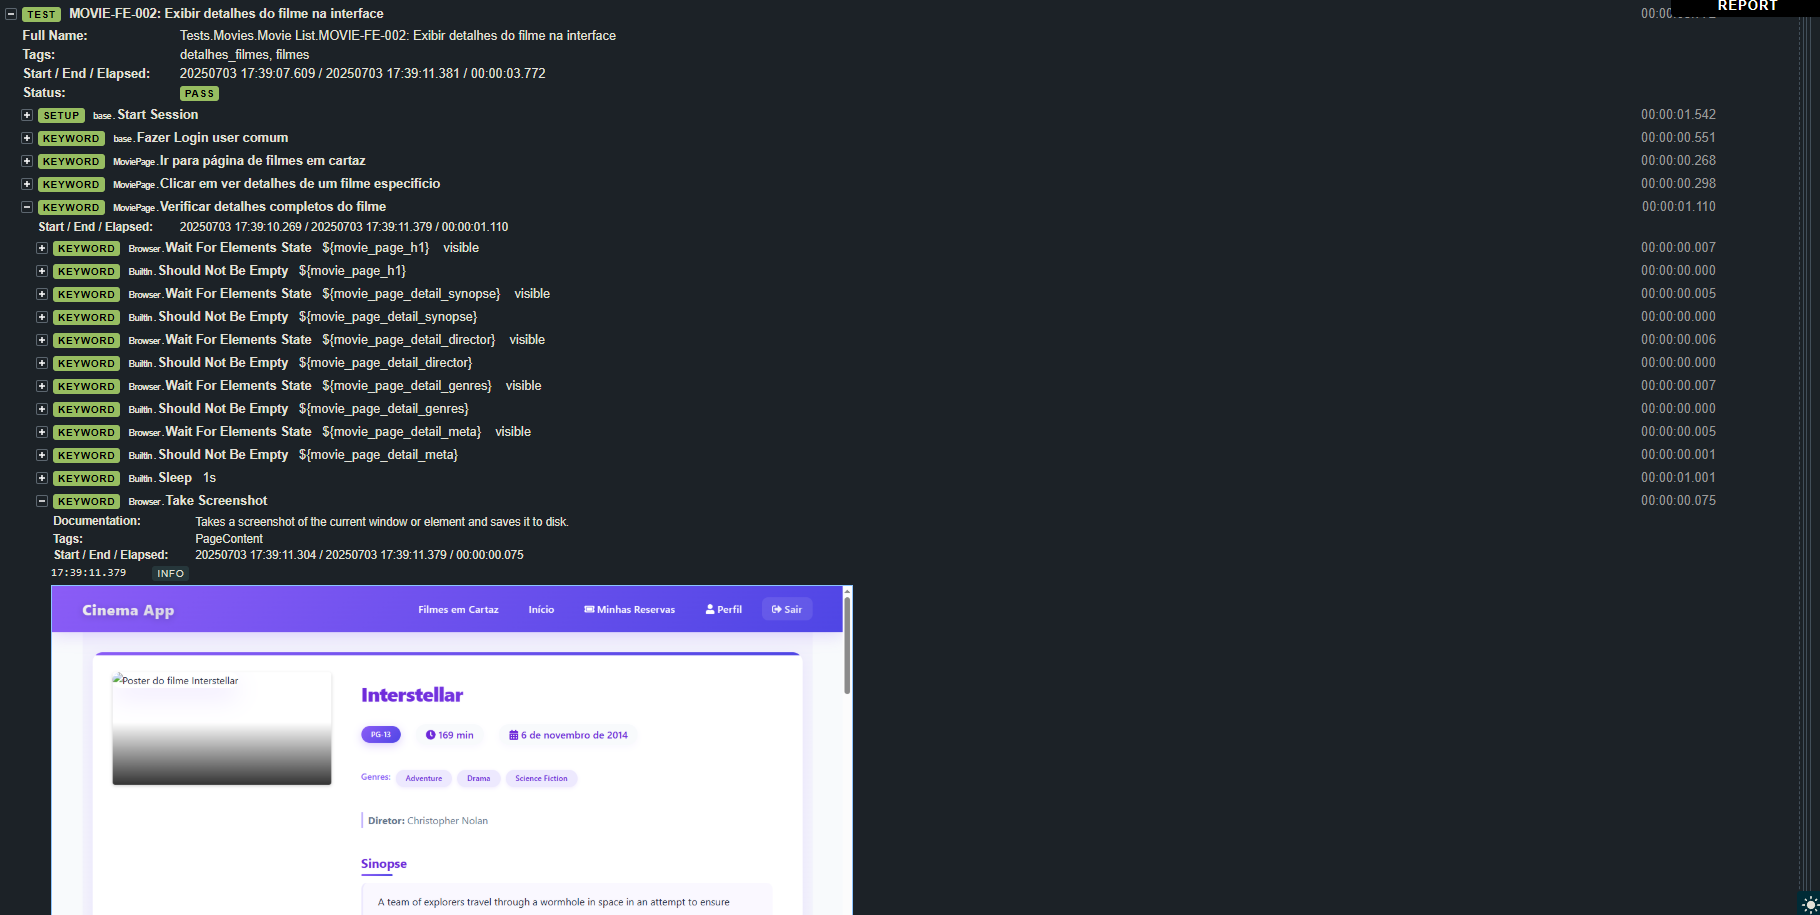 TEST MOVIE-FE-002: Exibir detalhes do filme na interface
REPORT
Full Name: Tests.Movies.Movie List.MOVIE-FE-002: Exibir detalhes do filme na interface
Tags: detalhes_filmes, filmes
Start / End / Elapsed: 20250703 17:39:07.609 / 20250703 17:39:11.381 / 00:00:03.772
Status: PASS
SETUP base. Start Session 00:00:01.542
KEYWORD base. Fazer Login user comum 00:00:00.551
KEYWORD MoviePage. Ir para página de filmes em cartaz 00:00:00.268
KEYWORD MoviePage. Clicar em ver detalhes de um filme especifício 00:00:00.298
KEYWORD MoviePage. Verificar detalhes completos do filme 00:00:01.110
Start / End / Elapsed: 20250703 17:39:10.269 / 20250703 17:39:11.379 / 00:00:01.110
KEYWORD Browser. Wait For Elements State ${movie_page_h1} visible 00:00:00.007
KEYWORD BuiltIn. Should Not Be Empty ${movie_page_h1} 00:00:00.000
KEYWORD Browser. Wait For Elements State ${movie_page_detail_synopse} visible 00:00:00.005
KEYWORD BuiltIn. Should Not Be Empty ${movie_page_detail_synopse} 00:00:00.000
KEYWORD Browser. Wait For Elements State ${movie_page_detail_director} visible 00:00:00.006
KEYWORD BuiltIn. Should Not Be Empty ${movie_page_detail_director} 00:00:00.000
KEYWORD Browser. Wait For Elements State ${movie_page_detail_genres} visible 00:00:00.007
KEYWORD BuiltIn. Should Not Be Empty ${movie_page_detail_genres} 00:00:00.000
KEYWORD Browser. Wait For Elements State ${movie_page_detail_meta} visible 00:00:00.005
KEYWORD BuiltIn. Should Not Be Empty ${movie_page_detail_meta} 00:00:00.001
KEYWORD BuiltIn. Sleep 1s 00:00:01.001
KEYWORD Browser. Take Screenshot 00:00:00.075
Documentation: Takes a screenshot of the current window or element and saves it to disk.
Tags: PageContent
Start / End / Elapsed: 20250703 17:39:11.304 / 20250703 17:39:11.379 / 00:00:00.075
17:39:11.379 INFO
Cinema App Filmes em Cartaz Início Minhas Reservas Perfil Sair
Poster do filme Interstellar
Interstellar
PG-13 169 min 6 de novembro de 2014
Genres: Adventure Drama Science Fiction
Diretor: Christopher Nolan
Sinopse
A team of explorers travel through a wormhole in space in an attempt to ensure